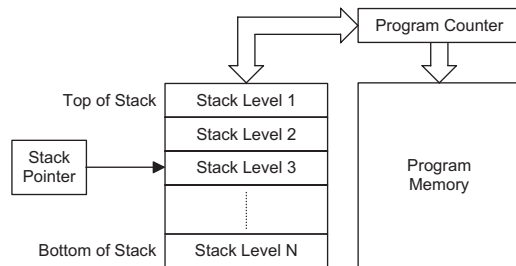 Program Counter
Top of Stack
Stack Level 1
Stack Level 2
Stack
Pointer
Stack Level 3
Program
Memory
Bottom of Stack
Stack Level N